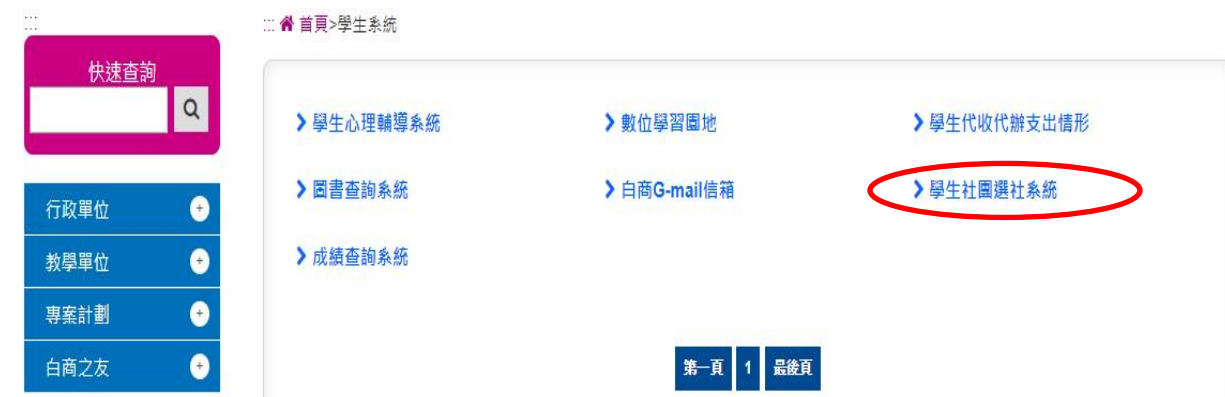 :::
快速查詢
行政單位
教學單位
專案計劃
白商之友
::: 首頁>學生系統
學生心理輔導系統
數位學習園地
學生代收代辦支出情形
圖書查詢系統
白商G-mail信箱
學生社團選社系統
成績查詢系統
第一頁 1 最後頁